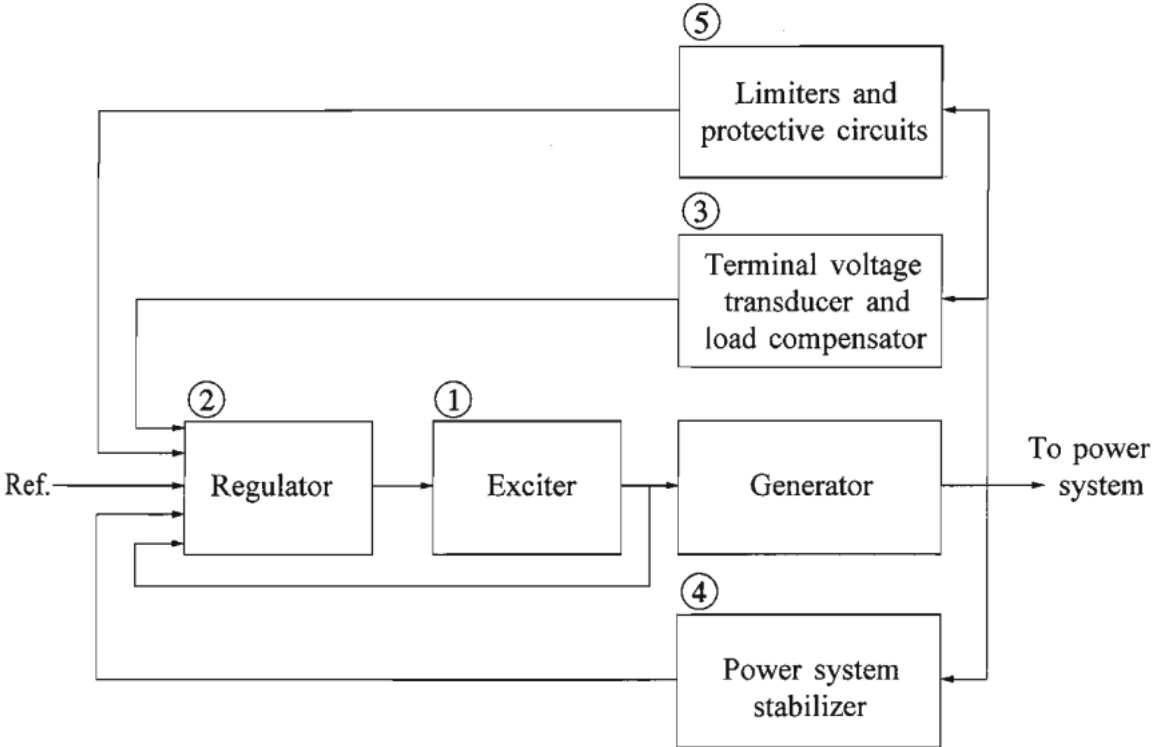 ⑤
Limiters and
protective circuits
③
Terminal voltage
transducer and
load compensator
②
①
Ref.
Regulator
Exciter
Generator
To power
system
④
Power system
stabilizer